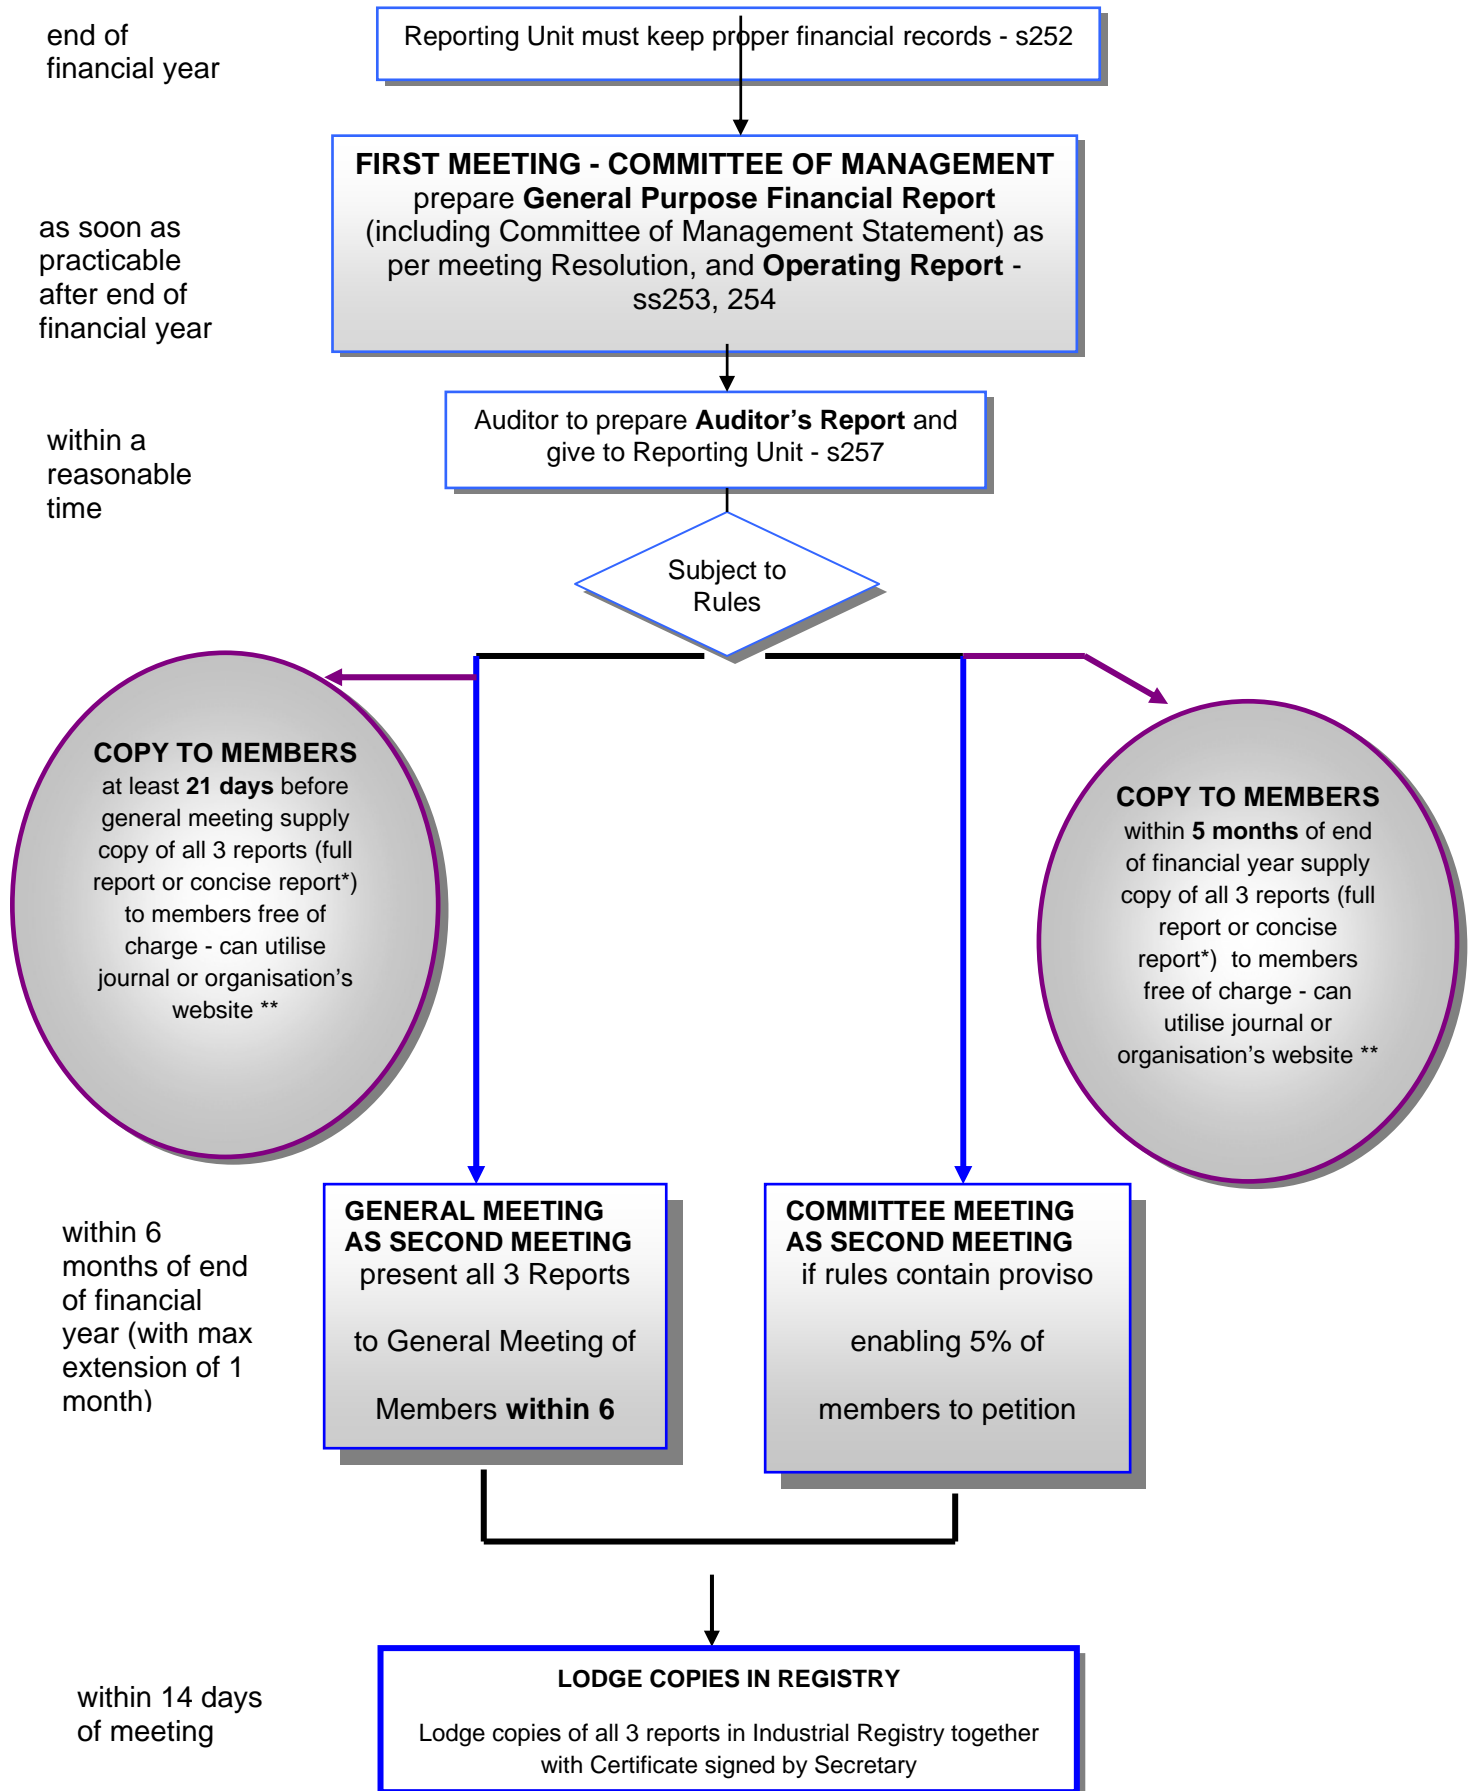 end of
financial year
Reporting Unit must keep proper financial records - s252
FIRST MEETING - COMMITTEE OF MANAGEMENT
prepare General Purpose Financial Report
(including Committee of Management Statement) as
per meeting Resolution, and Operating Report -
ss253, 254
as soon as
practicable
after end of
financial year
Auditor to prepare Auditor’s Report and
give to Reporting Unit - s257
within a
reasonable
time
Subject to
Rules
COPY TO MEMBERS
at least 21 days before
general meeting supply
copy of all 3 reports (full
report or concise report*)
to members free of
charge - can utilise
journal or organisation’s
website **
COPY TO MEMBERS
within 5 months of end
of financial year supply
copy of all 3 reports (full
report or concise
report*)  to members
free of charge - can
utilise journal or
organisation’s website **
within 6
months of end
of financial
year (with max
extension of 1
month)
GENERAL MEETING
AS SECOND MEETING
present all 3 Reports
to General Meeting of
Members within 6
COMMITTEE MEETING
AS SECOND MEETING
if rules contain proviso
enabling 5% of
members to petition
within 14 days
of meeting
LODGE COPIES IN REGISTRY
Lodge copies of all 3 reports in Industrial Registry together
with Certificate signed by Secretary